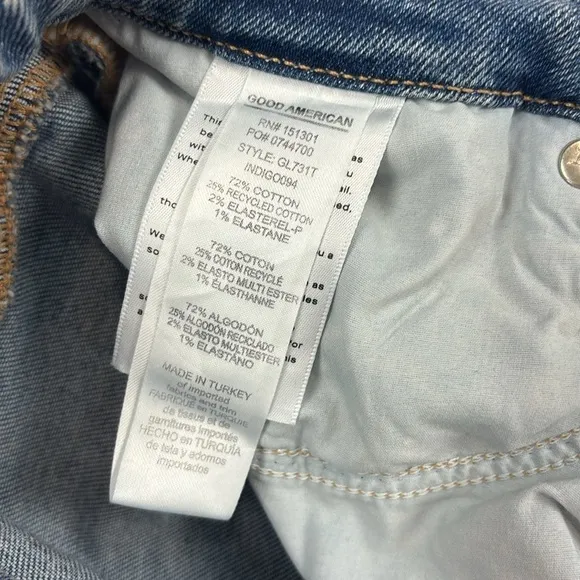 GOOD AMERICAN
RN# 151301
PO# 0744700
STYLE: GL731T
INDIGO094
72% COTTON
25% RECYCLED COTTON
2% ELASTEREL-P
1% ELASTANE
72% COTON
25% COTON RECYCLÉ
2% ELASTO MULTI ESTER
1% ÉLASTHANNE
72% ALGODÓN
25% ALGODÓN RECICLADO
2% ELASTO MULTIESTER
1% ELASTANO
MADE IN TURKEY
of imported
fabrics and trim
FABRIQUÉ en TURQUIE
de tissus et de
garnitures importés
HECHO en TURQUÍA
de tela y adornos
importados